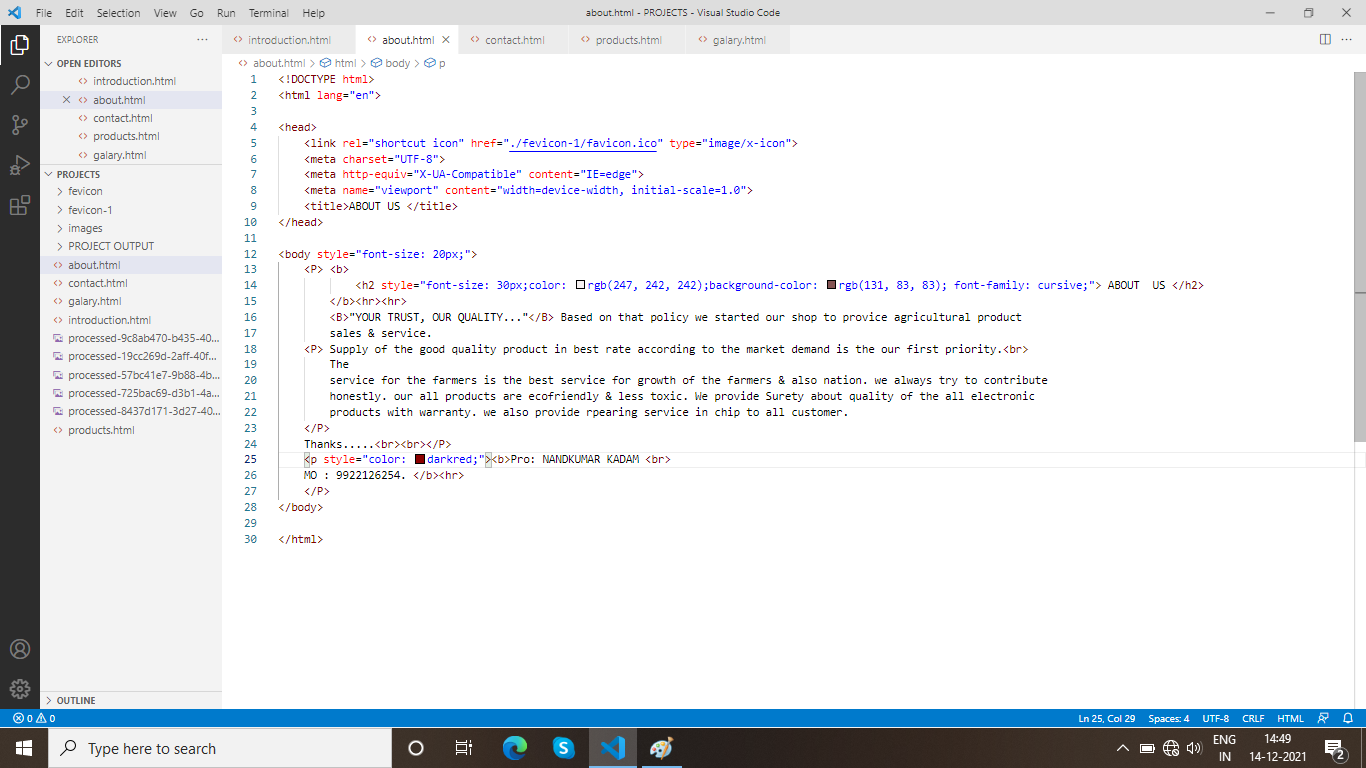 File Edit Selection View Go Run Terminal Help about.html - PROJECTS - Visual Studio Code
EXPLORER
OPEN EDITORS
introduction.html
about.html
contact.html
products.html
galary.html
PROJECTS
fevicon
fevicon-1
images
PROJECT OUTPUT
about.html
contact.html
galary.html
introduction.html
processed-9c8ab470-b435-40...
processed-19cc269d-2aff-40f...
processed-57bc41e7-9b88-4b...
processed-725bac69-d3b1-4a...
processed-8437d171-3d27-40...
products.html
OUTLINE
introduction.html about.html contact.html products.html galary.html
about.html > html > body > p
1 <!DOCTYPE html>
2 <html lang="en">
3
4 <head>
5 <link rel="shortcut icon" href="./fevicon-1/favicon.ico" type="image/x-icon">
6 <meta charset="UTF-8">
7 <meta http-equiv="X-UA-Compatible" content="IE=edge">
8 <meta name="viewport" content="width=device-width, initial-scale=1.0">
9 <title>ABOUT US </title>
10 </head>
11
12 <body style="font-size: 20px;">
13 <P> <b>
14 <h2 style="font-size: 30px;color: rgb(247, 242, 242);background-color: rgb(131, 83, 83); font-family: cursive;"> ABOUT  US </h2>
15 </b><hr><hr>
16 <B>"YOUR TRUST, OUR QUALITY..."</B> Based on that policy we started our shop to provice agricultural product
17 sales & service.
18 <P> Supply of the good quality product in best rate according to the market demand is the our first priority.<br>
19 The
20 service for the farmers is the best service for growth of the farmers & also nation. we always try to contribute
21 honestly. our all products are ecofriendly & less toxic. We provide Surety about quality of the all electronic
22 products with warranty. we also provide rpearing service in chip to all customer.
23 </P>
24 Thanks.....<br><br></P>
25 <p style="color: darkred;"><b>Pro: NANDKUMAR KADAM <br>
26 MO : 9922126254. </b><hr>
27 </P>
28 </body>
29
30 </html>
0 0 Ln 25, Col 29 Spaces: 4 UTF-8 CRLF HTML
Type here to search
ENG
IN
14:49
14-12-2021
2